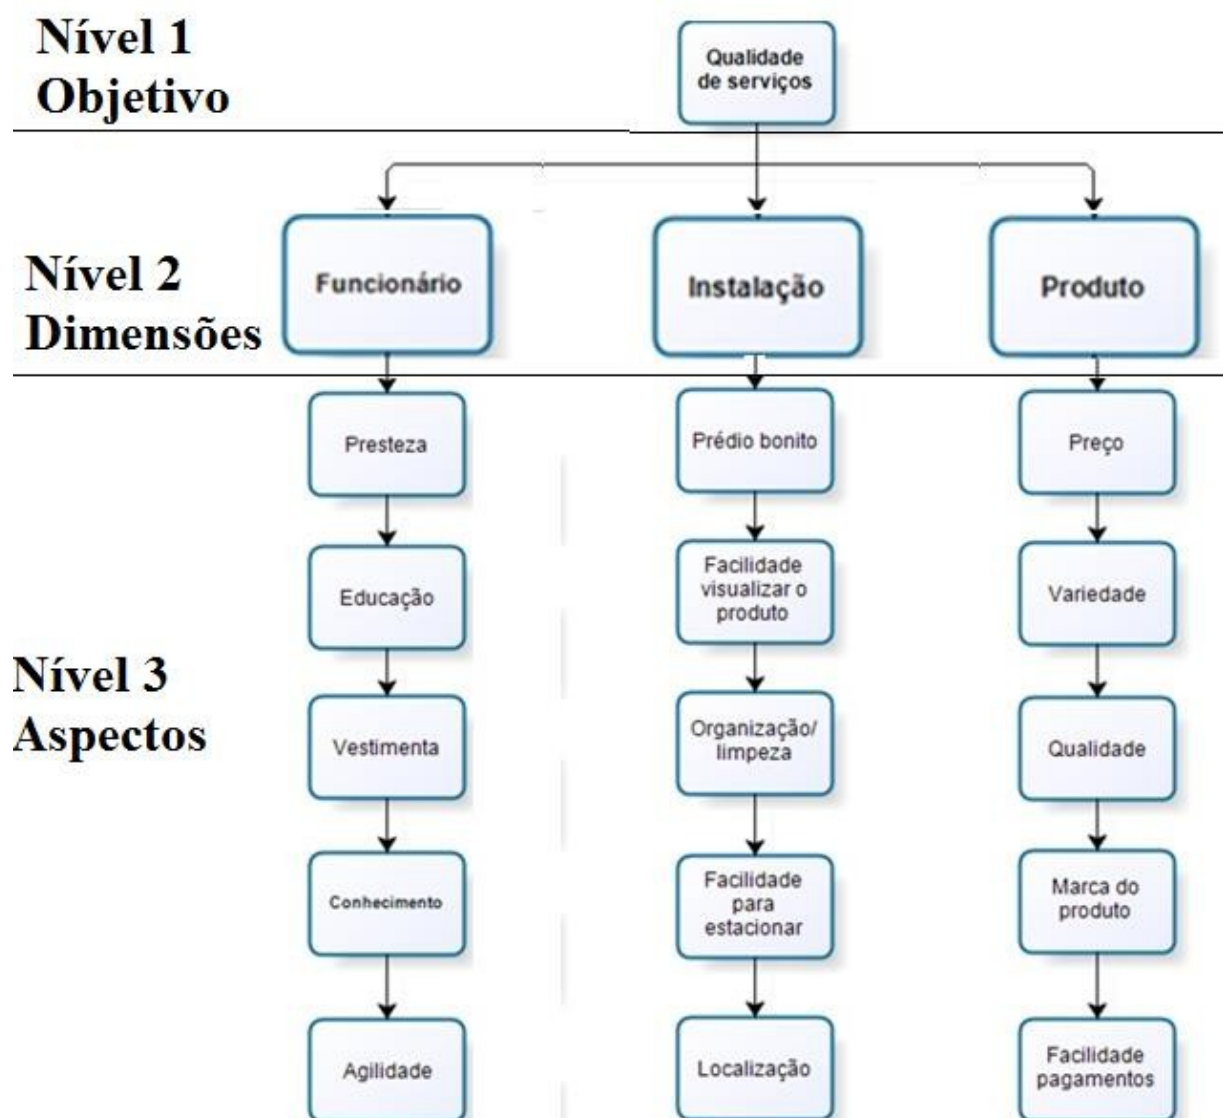 Nível 1
Objetivo
Qualidade
de serviços
Nível 2
Dimensões
Funcionário
Instalação
Produto
Nível 3
Aspectos
Presteza
Prédio bonito
Preço
Educação
Facilidade
visualizar o
produto
Variedade
Vestimenta
Organização/
limpeza
Qualidade
Conhecimento
Facilidade
para
estacionar
Marca do
produto
Agilidade
Localização
Facilidade
pagamentos